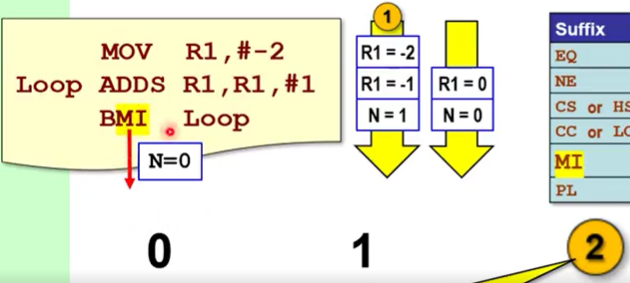 MOV R1,#-2
Loop ADDS R1,R1,#1
BMI Loop
N=0
1
R1 = -2
R1 = -1
N = 1
R1 = 0
N = 0
0
1
Suffix
EQ
NE
CS or HS
CC or LO
MI
PL
2